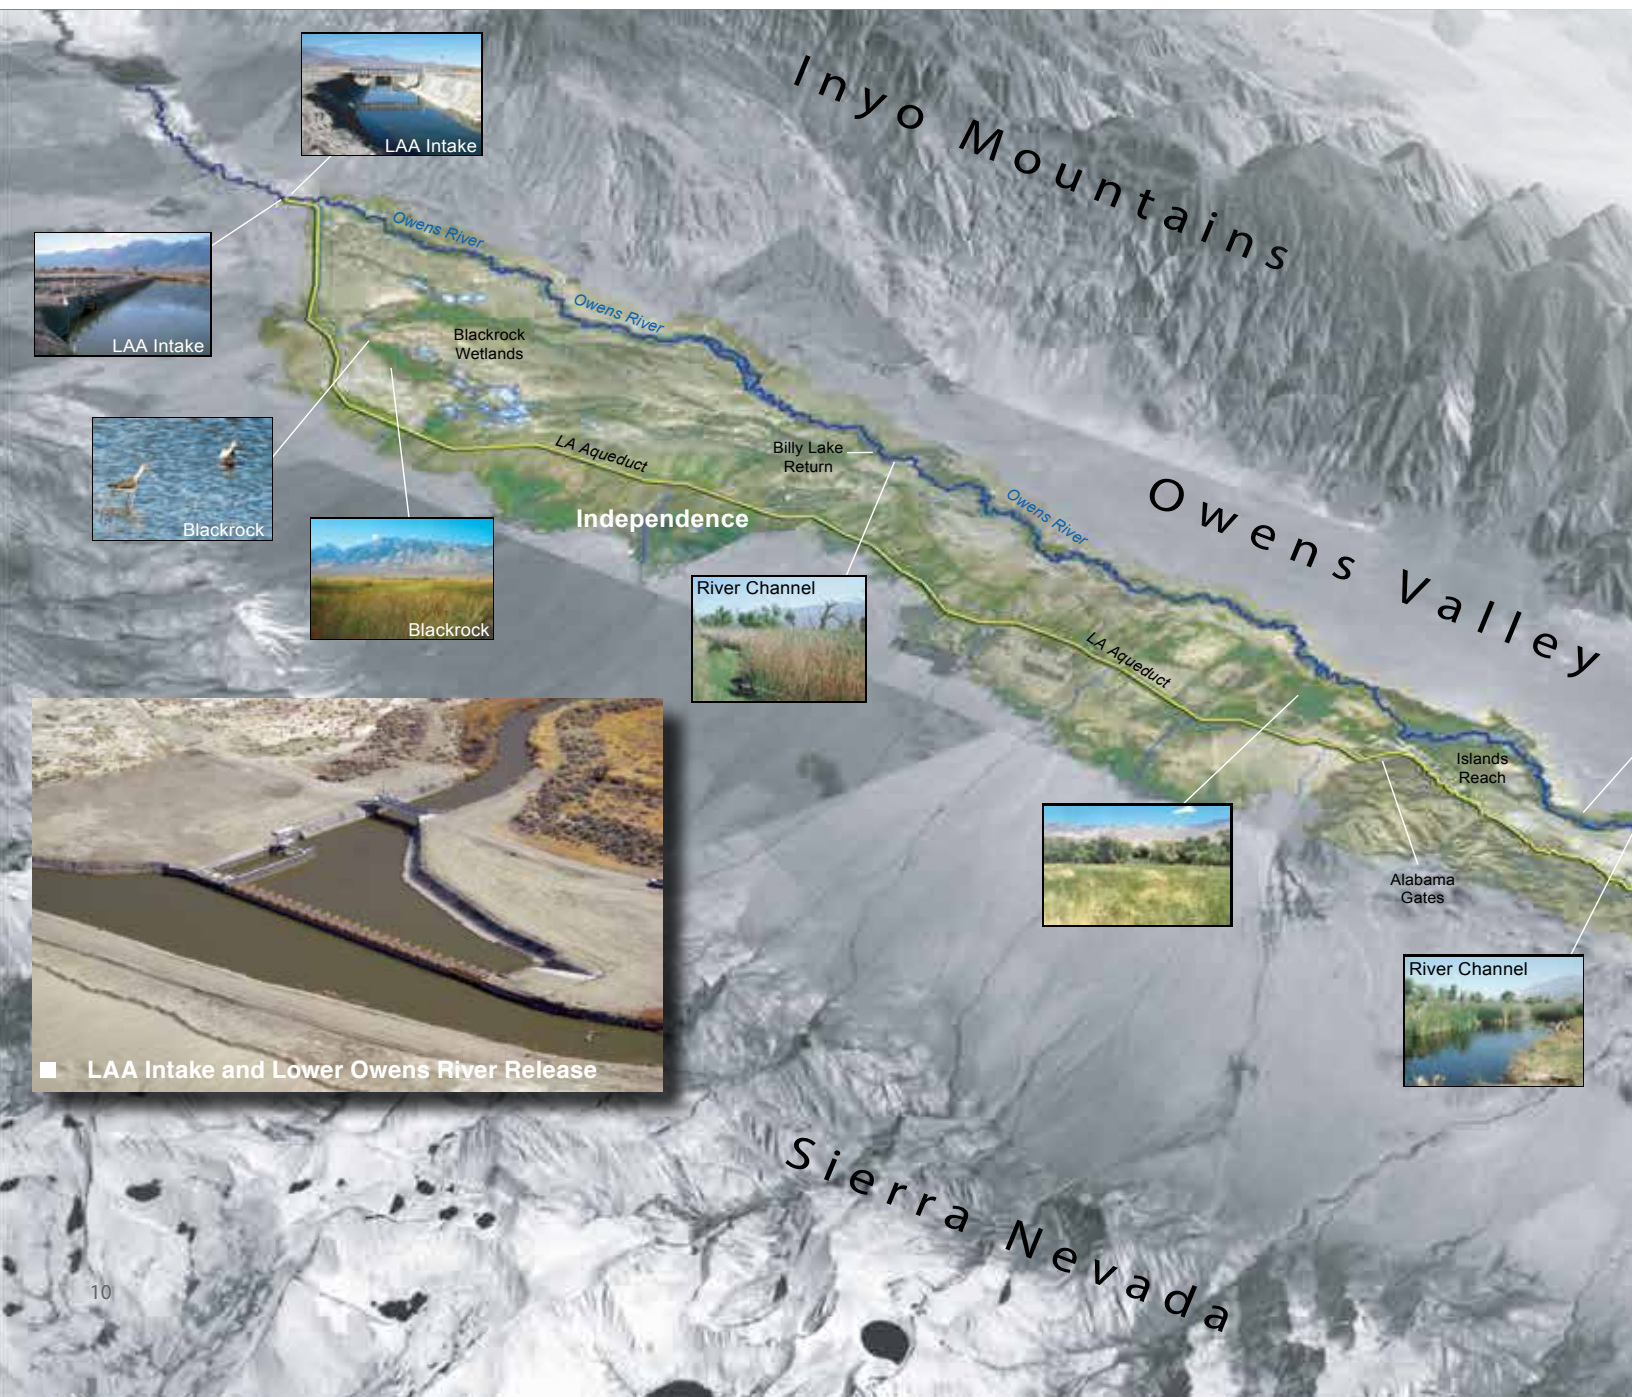 LAA Intake
Inyo Mountains
Owens River
LAA Intake
Owens River
Blackrock
Wetlands
LA Aqueduct
Billy Lake
Return
Owens River
Owens Valley
Independence
Blackrock
Blackrock
River Channel
LA Aqueduct
Islands
Reach
Alabama
Gates
River Channel
LAA Intake and Lower Owens River Release
Sierra Nevada
10